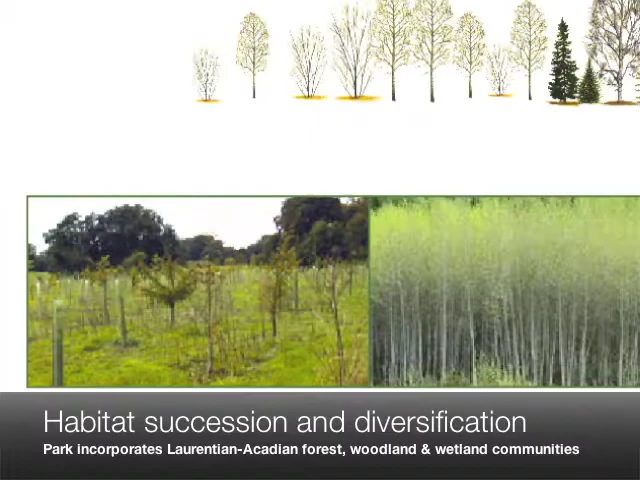 Habitat succession and diversification
Park incorporates Laurentian-Acadian forest, woodland & wetland communities